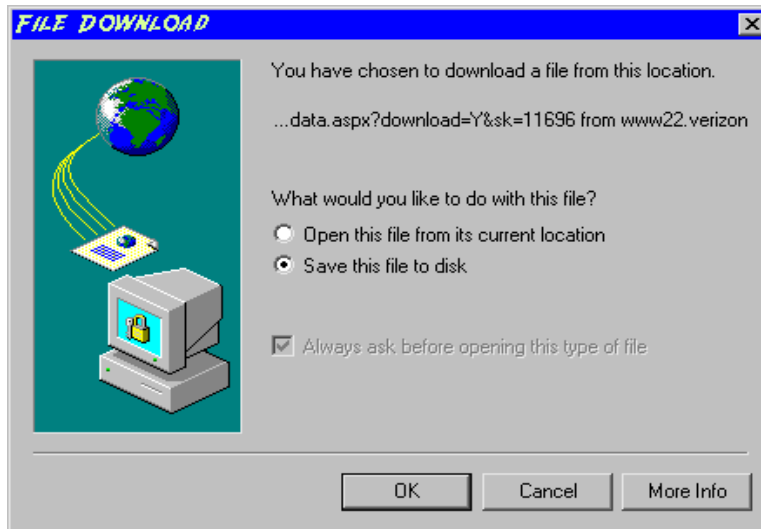 FILE DOWNLOAD
You have chosen to download a file from this location.
...data.aspx?download=Y&sk=11696 from www22.verizon
What would you like to do with this file?
Open this file from its current location
Save this file to disk
Always ask before opening this type of file
OK Cancel More Info